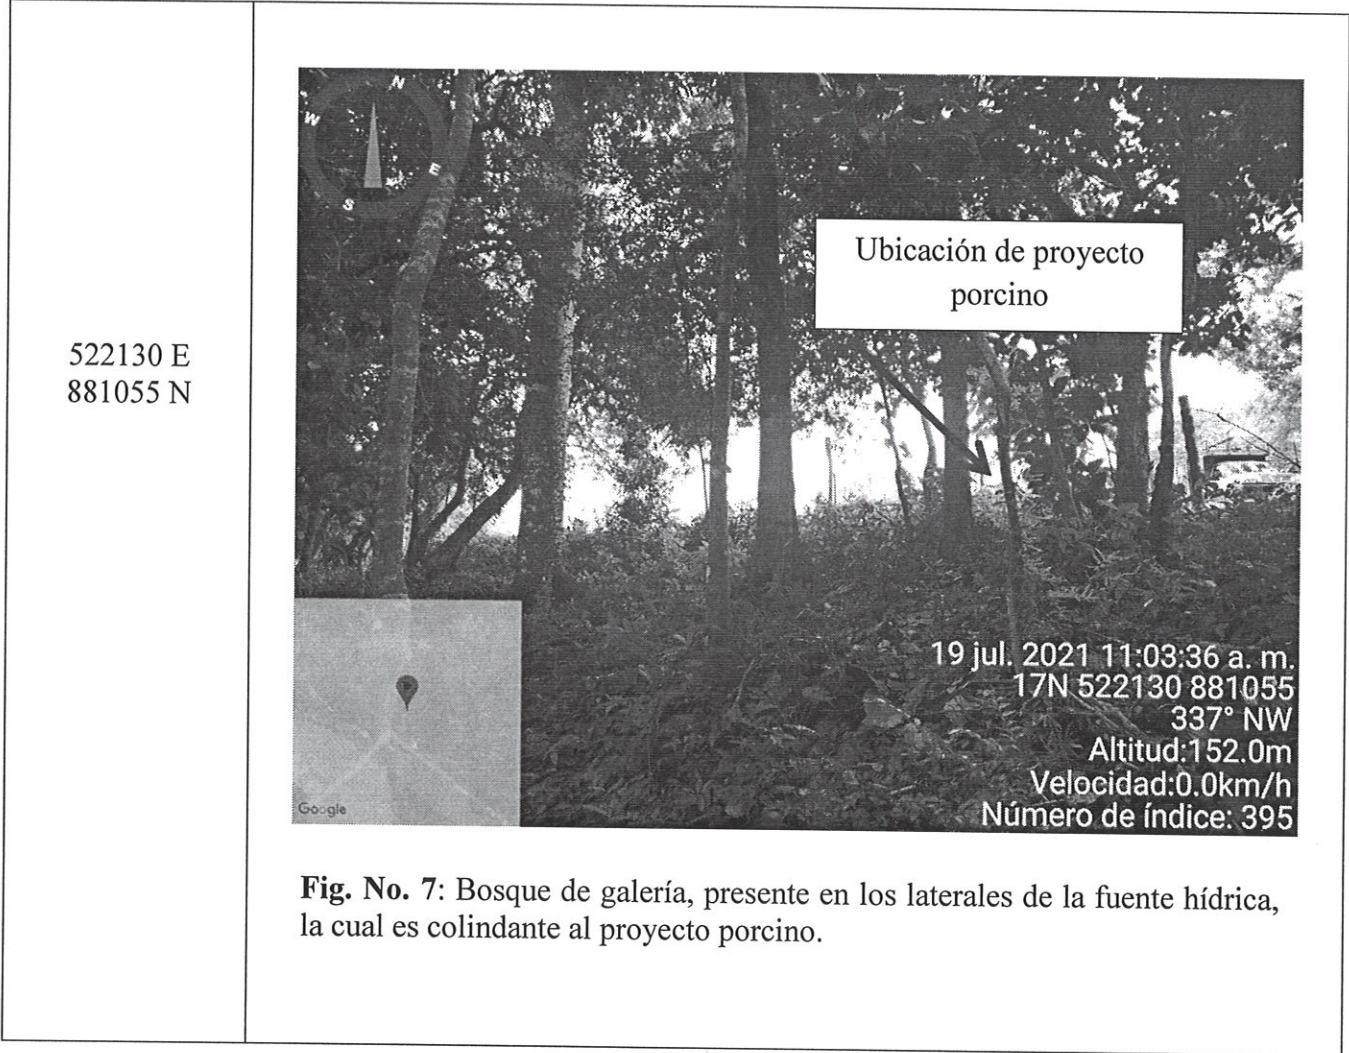 522130 E
881055 N
N
W
E
S
Ubicación de proyecto
porcino
19 jul. 2021 11:03:36 a. m.
17N 522130 881055
337° NW
Altitud:152.0m
Velocidad:0.0km/h
Número de índice: 395
Google
Fig. No. 7: Bosque de galería, presente en los laterales de la fuente hídrica,
la cual es colindante al proyecto porcino.